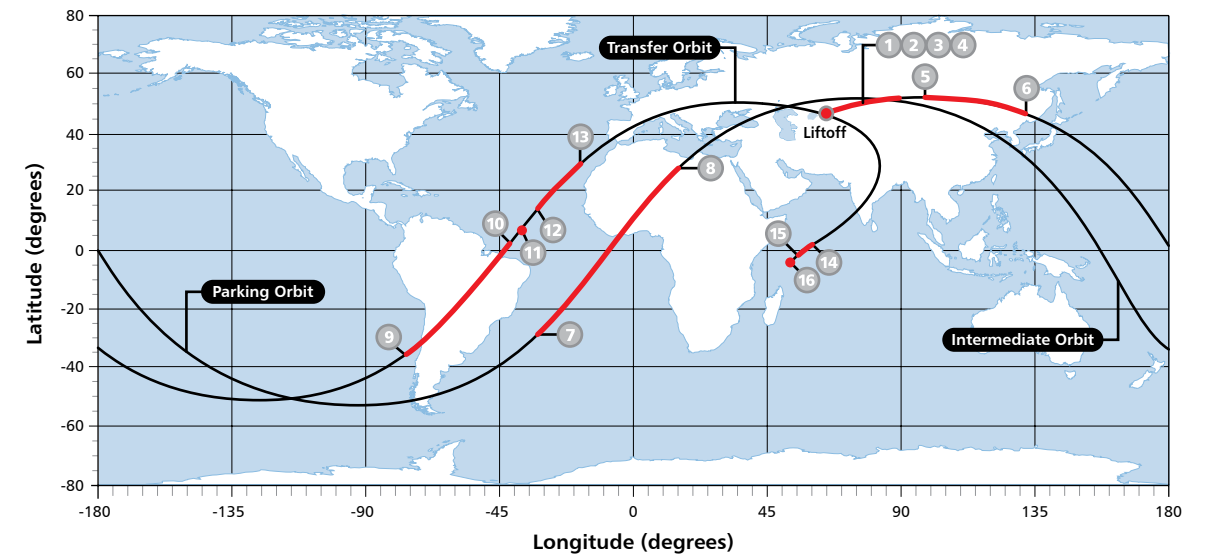 80
60
40
20
0
-20
-40
-60
-80
Latitude (degrees)
-180 -135 -90 -45 0 45 90 135 180
Longitude (degrees)
Transfer Orbit
1 2 3 4
5
6
Liftoff
13
8
10
12
11
15
14
16
Parking Orbit
9
7
Intermediate Orbit